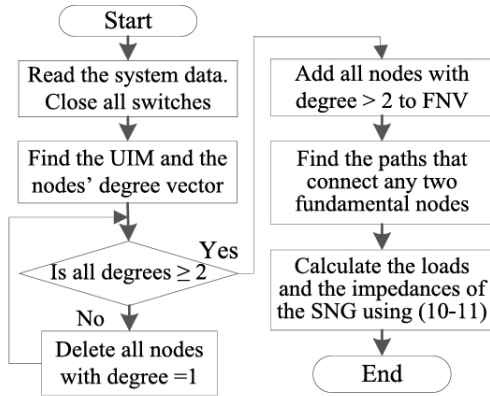 Start
Read the system data.
Close all switches
Find the UIM and the
nodes' degree vector
Is all degrees ≥ 2
Yes
No
Delete all nodes
with degree =1
Add all nodes with
degree > 2 to FNV
Find the paths that
connect any two
fundamental nodes
Calculate the loads
and the impedances of
the SNG using (10-11)
End